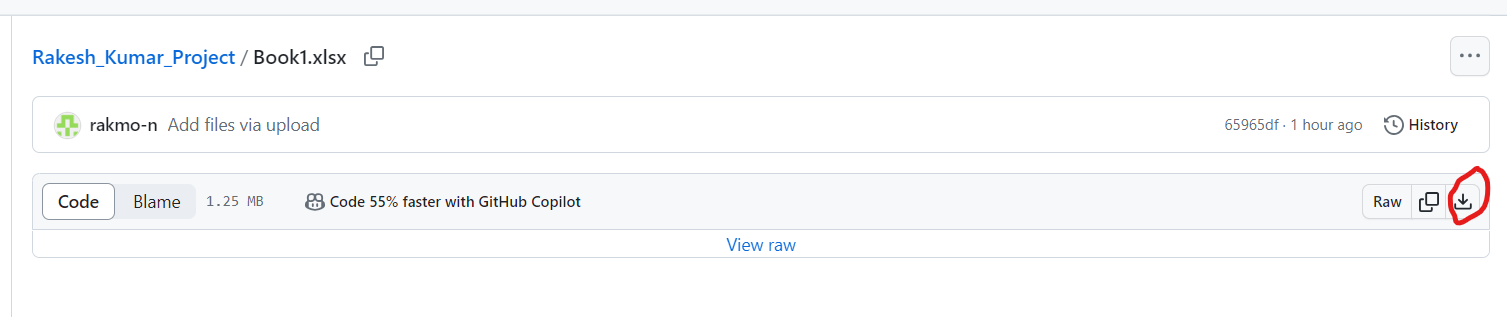 Rakesh_Kumar_Project / Book1.xlsx
rakmo-n Add files via upload 65965df · 1 hour ago History
Code Blame 1.25 MB Code 55% faster with GitHub Copilot Raw
View raw